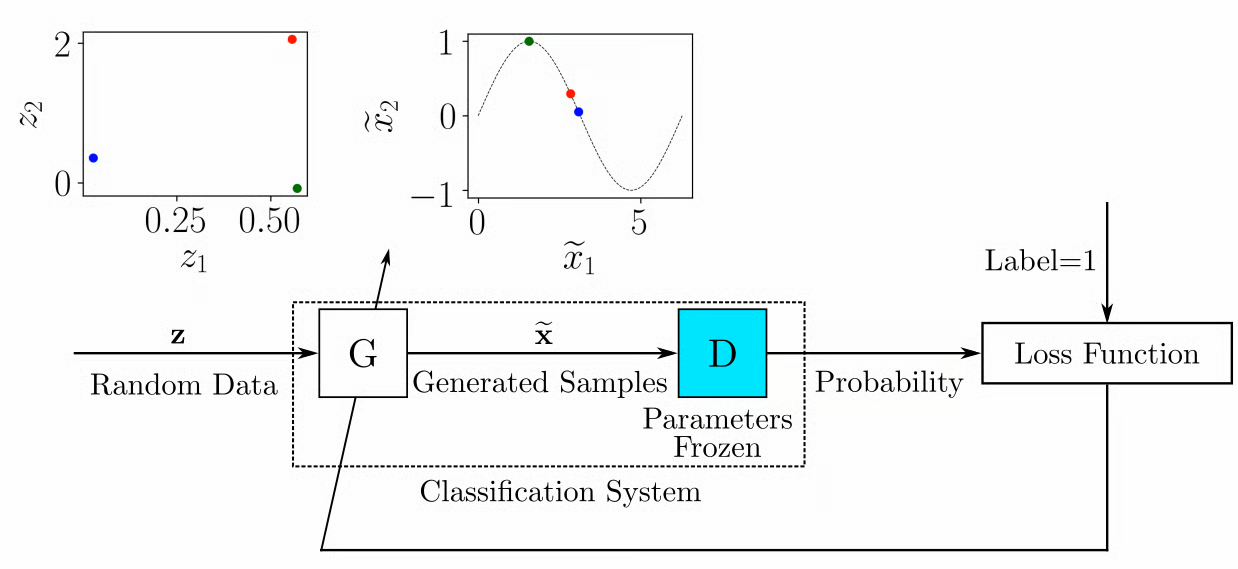 2
0
z₂
0.25 0.50
z₁
1
0
−1
x̃₂
0 5
x̃₁
Label=1
z
Random Data
G
x̃
Generated Samples
D
Parameters
Frozen
Probability
Loss Function
Classification System